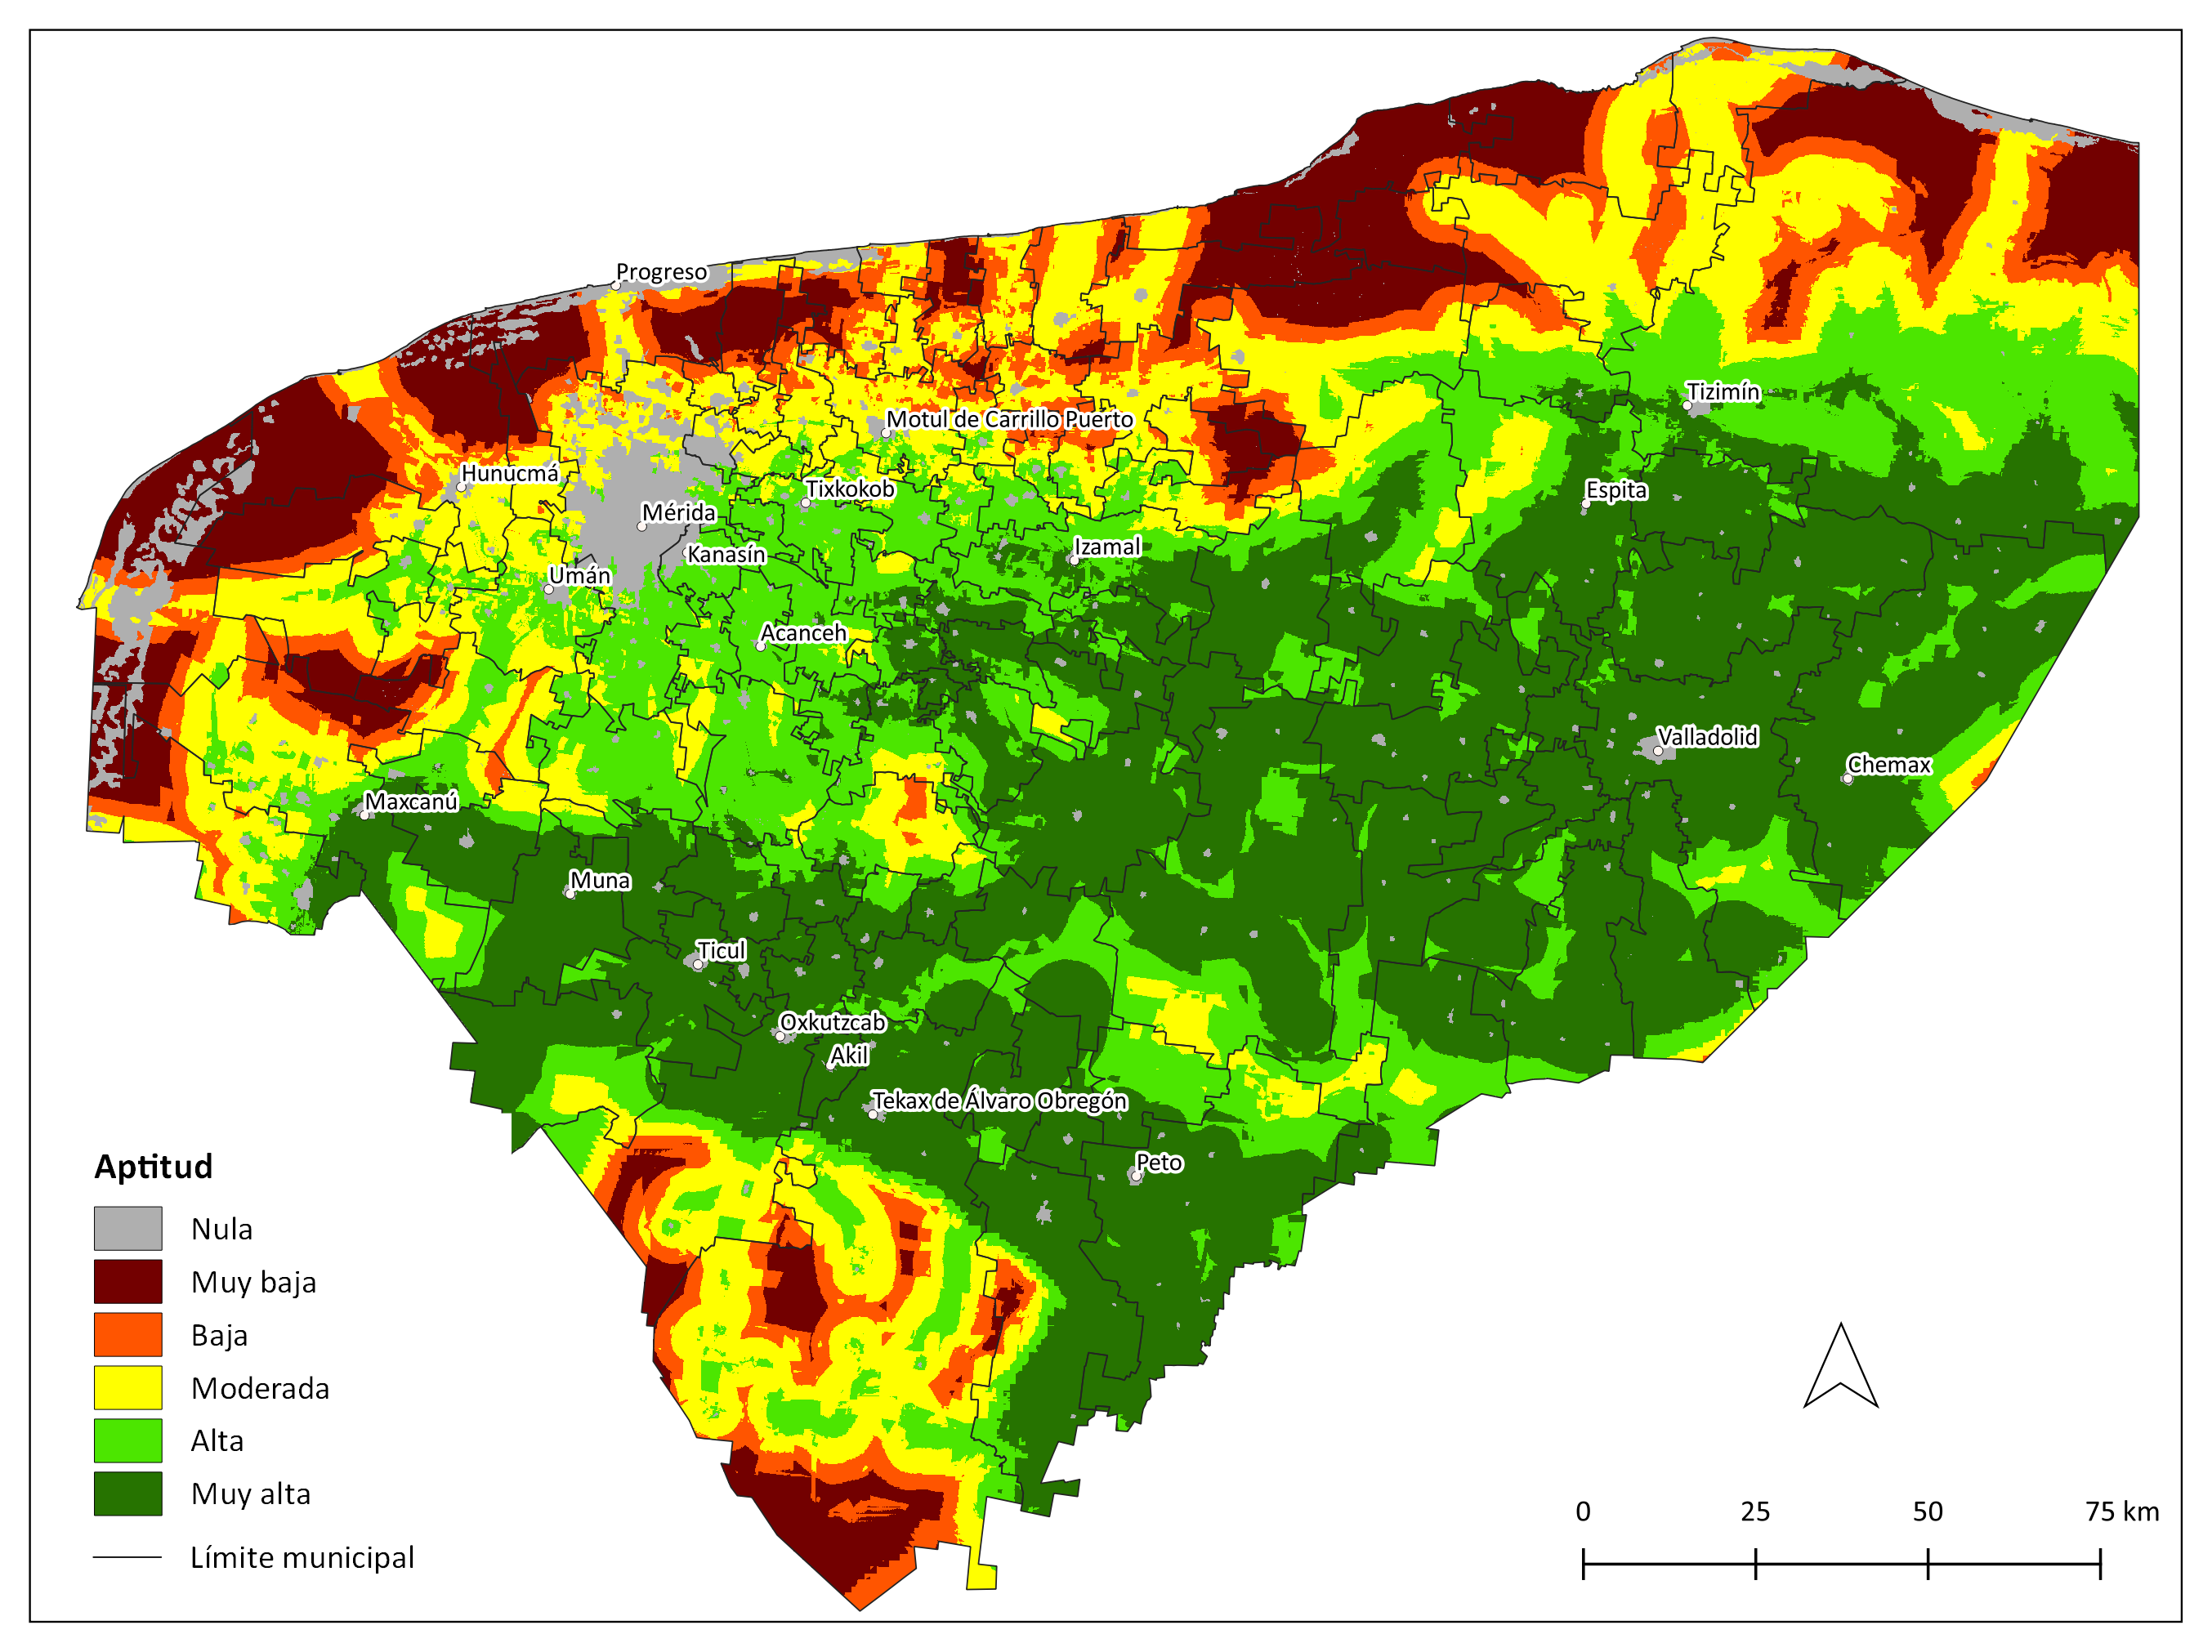 Progreso
Tizimín
Motul de Carrillo Puerto
Hunucmá
Tixkokob
Espita
Mérida
Izamal
Kanasín
Umán
Acanceh
Valladolid
Chemax
Maxcanú
Muna
Ticul
Oxkutzcab
Akil
Tekax de Álvaro Obregón
Peto
Aptitud
Nula
Muy baja
Baja
Moderada
Alta
Muy alta
Límite municipal
0 25 50 75 km